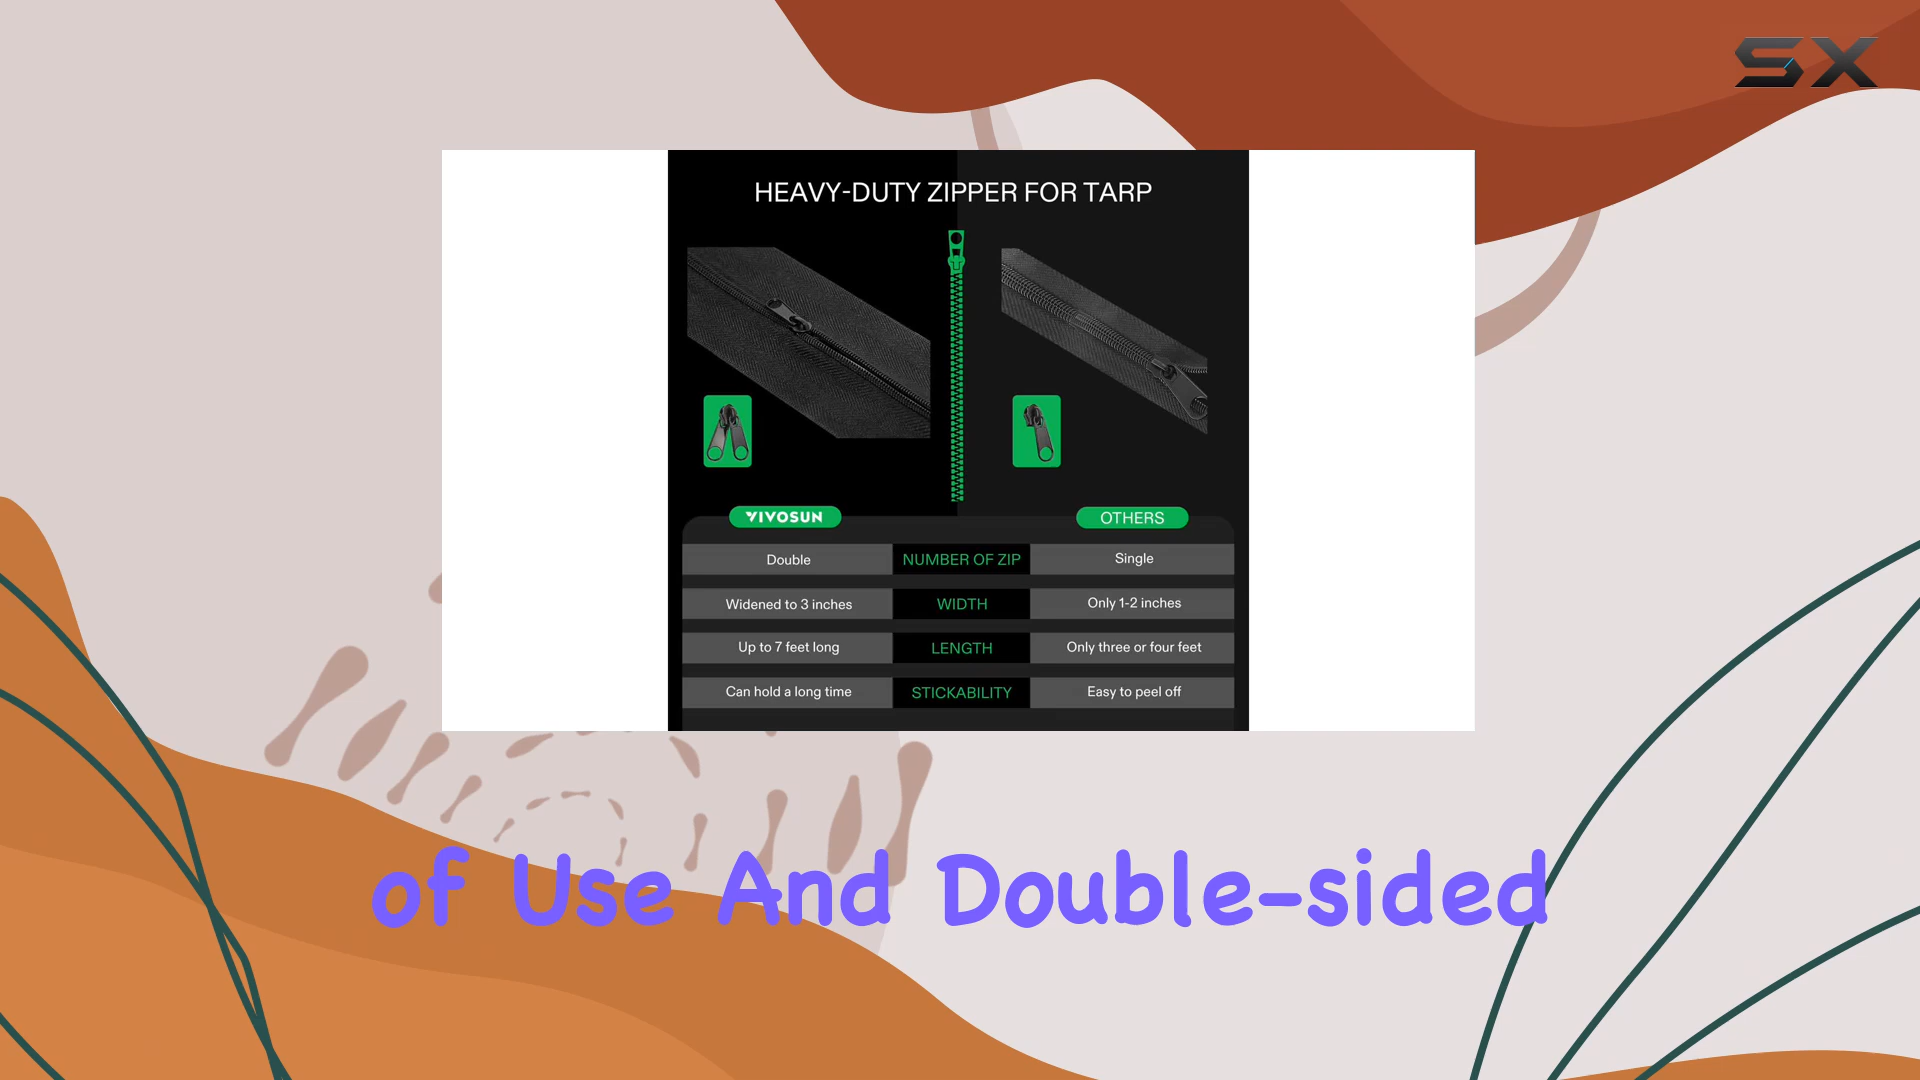 SX
HEAVY-DUTY ZIPPER FOR TARP
VIVOSUN OTHERS
Double NUMBER OF ZIP Single
Widened to 3 inches WIDTH Only 1-2 inches
Up to 7 feet long LENGTH Only three or four feet
Can hold a long time STICKABILITY Easy to peel off
of Use And Double-sided